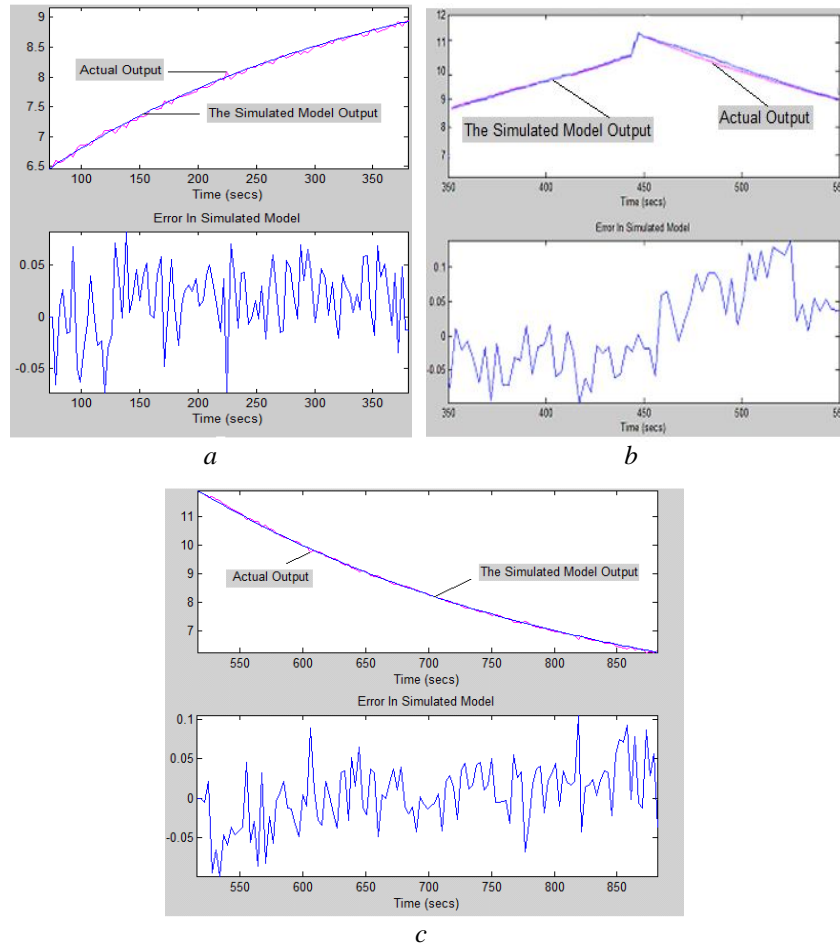 9
8.5
8
7.5
7
6.5
Actual Output
The Simulated Model Output
100 150 200 250 300 350
Time (secs)
Error In Simulated Model
0.05
0
-0.05
100 150 200 250 300 350
Time (secs)
a
12
11
10
9
8
7
The Simulated Model Output
Actual Output
350 400 450 500 550
Time (secs)
Error In Simulated Model
0.1
0.05
0
-0.05
350 400 450 500 550
Time (secs)
b
11
10
9
8
7
Actual Output
The Simulated Model Output
550 600 650 700 750 800 850
Time (secs)
Error In Simulated Model
0.1
0.05
0
-0.05
550 600 650 700 750 800 850
Time (secs)
c